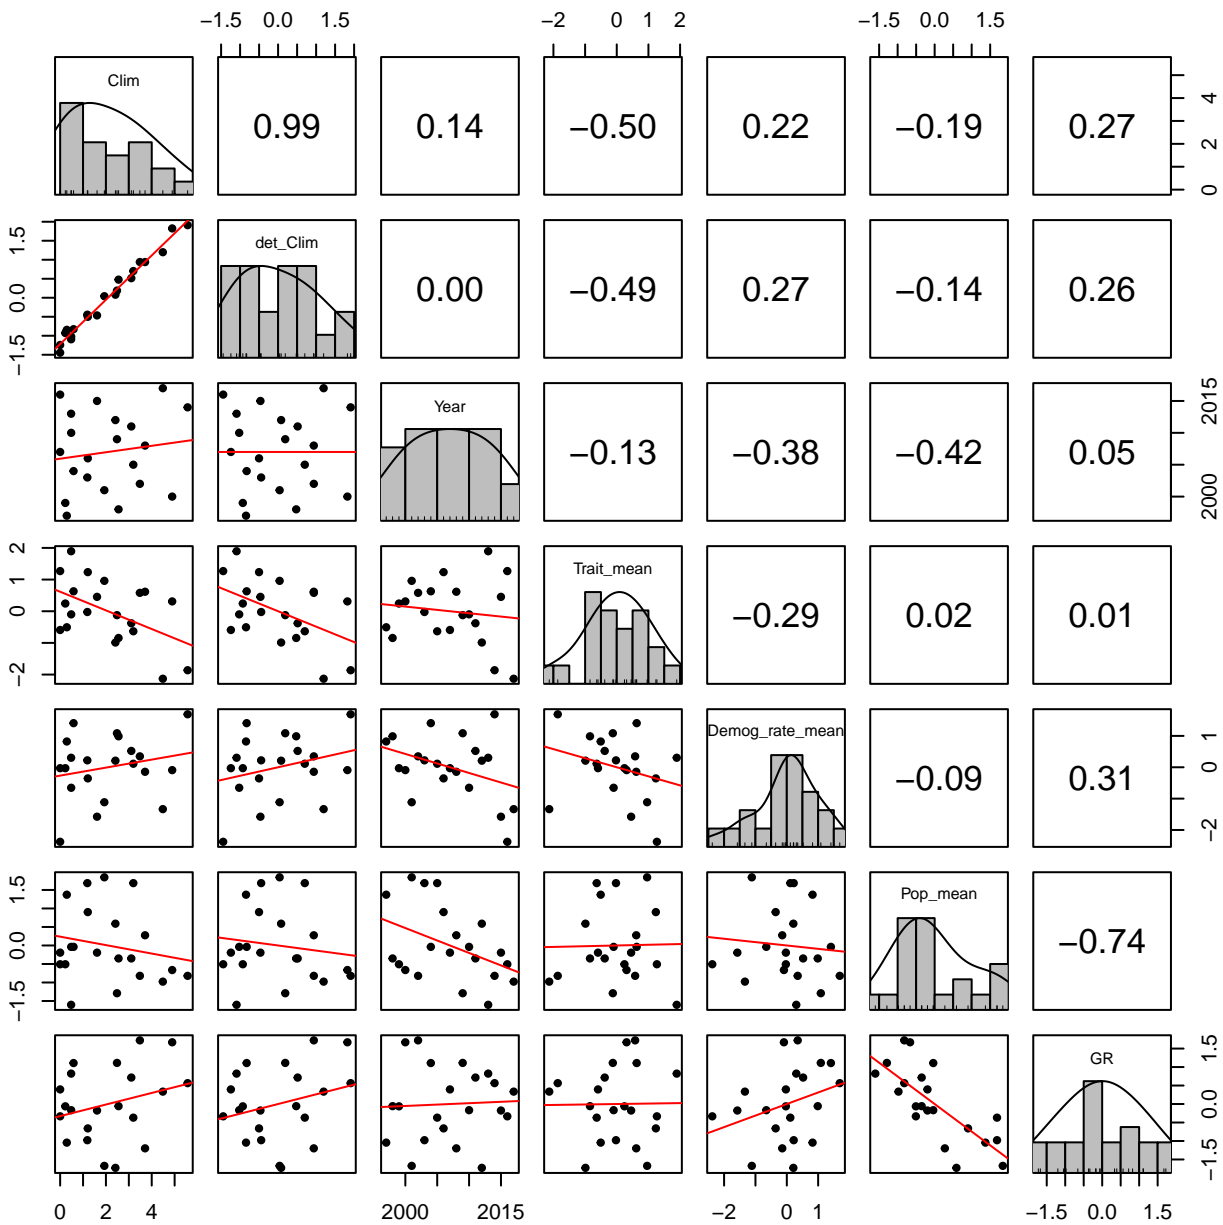 −1.5 0.0 1.5 −2 0 1 2 −1.5 0.0 1.5
Clim 0.99 0.14 −0.50 0.22 −0.19 0.27 0 2 4
−1.5 0.0 1.5 det_Clim 0.00 −0.49 0.27 −0.14 0.26
Year −0.13 −0.38 −0.42 0.05 2000 2015
−2 0 1 2 Trait_mean −0.29 0.02 0.01
Demog_rate_mean −0.09 0.31 −2 0 1
−1.5 0.0 1.5 Pop_mean −0.74
GR −1.5 0.0 1.5
0 2 4 2000 2015 −2 0 1 −1.5 0.0 1.5